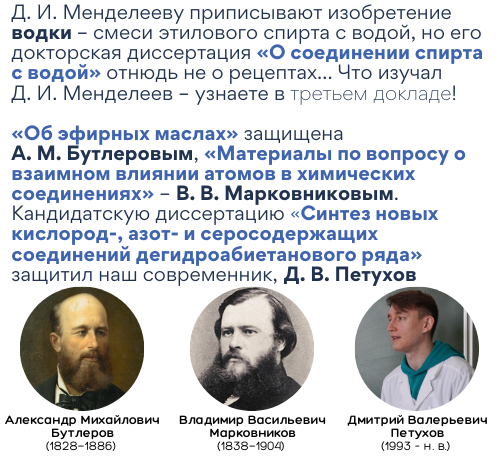 Д. И. Менделееву приписывают изобретение
водки – смеси этилового спирта с водой, но его
докторская диссертация «О соединении спирта
с водой» отнюдь не о рецептах... Что изучал
Д. И. Менделеев – узнаете в третьем докладе!
«Об эфирных маслах» защищена
А. М. Бутлеровым, «Материалы по вопросу о
взаимном влиянии атомов в химических
соединениях» – В. В. Марковниковым.
Кандидатскую диссертацию «Синтез новых
кислород-, азот- и серосодержащих
соединений дегидроабиетанового ряда»
защитил наш современник, Д. В. Петухов
Александр Михайлович
Бутлеров
(1828–1886)
Владимир Васильевич
Марковников
(1838–1904)
Дмитрий Валерьевич
Петухов
(1993 - н. в.)